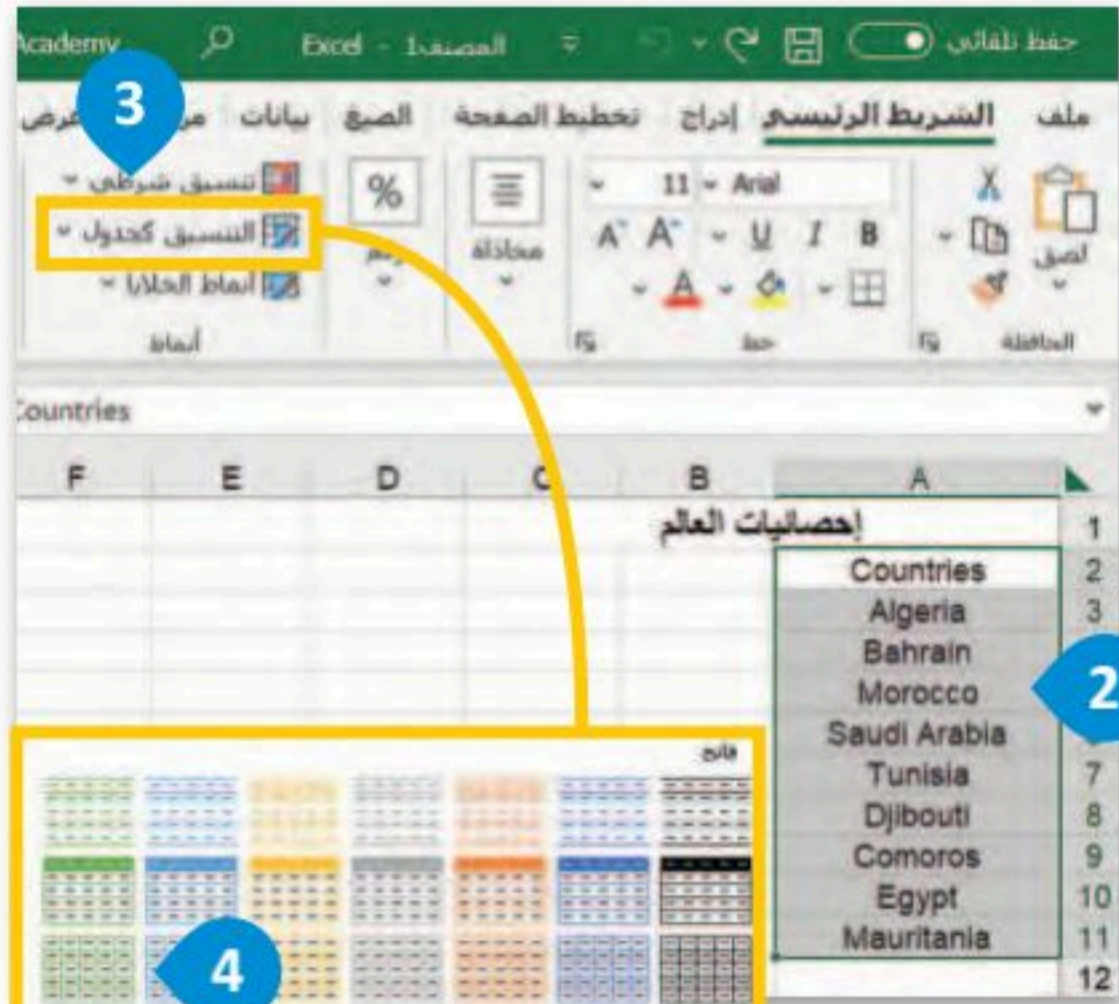 حفظ تلقائي المصنف1 - Excel Academy
3
ملف الشريط الرئيسي إدراج تخطيط الصفحة الصيغ بيانات عرض
تنسيق شرطي
11 Arial
%
التنسيق كجدول
لصق
B I U A A
محاذاة
رقم
أنماط الخلايا
A
الحافظة خط أنماط
Countries
A B C D E F
1 إحصائيات العالم
2 Countries
3 Algeria
Bahrain
Morocco
2
Saudi Arabia
7 Tunisia
8 Djibouti
9 Comoros
10 Egypt
11 Mauritania
12
فاتح
4